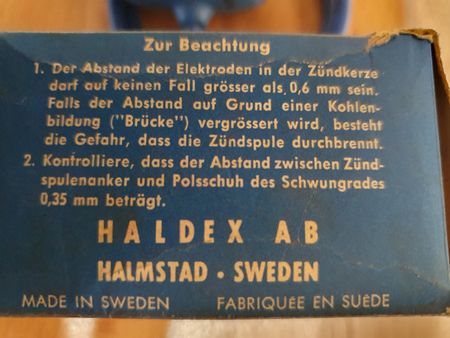 Zur Beachtung
1. Der Abstand der Elektroden in der Zündkerze
darf auf keinen Fall grösser als 0,6 mm sein.
Falls der Abstand auf Grund einer Kohlen-
bildung ("Brücke") vergrössert wird, besteht
die Gefahr, dass die Zündspule durchbrennt.
2. Kontrolliere, dass der Abstand zwischen Zünd-
spulenanker und Polsschuh des Schwungrades
0,35 mm beträgt.
HALDEX AB
HALMSTAD • SWEDEN
MADE IN SWEDEN FABRIQUÉE EN SUÈDE